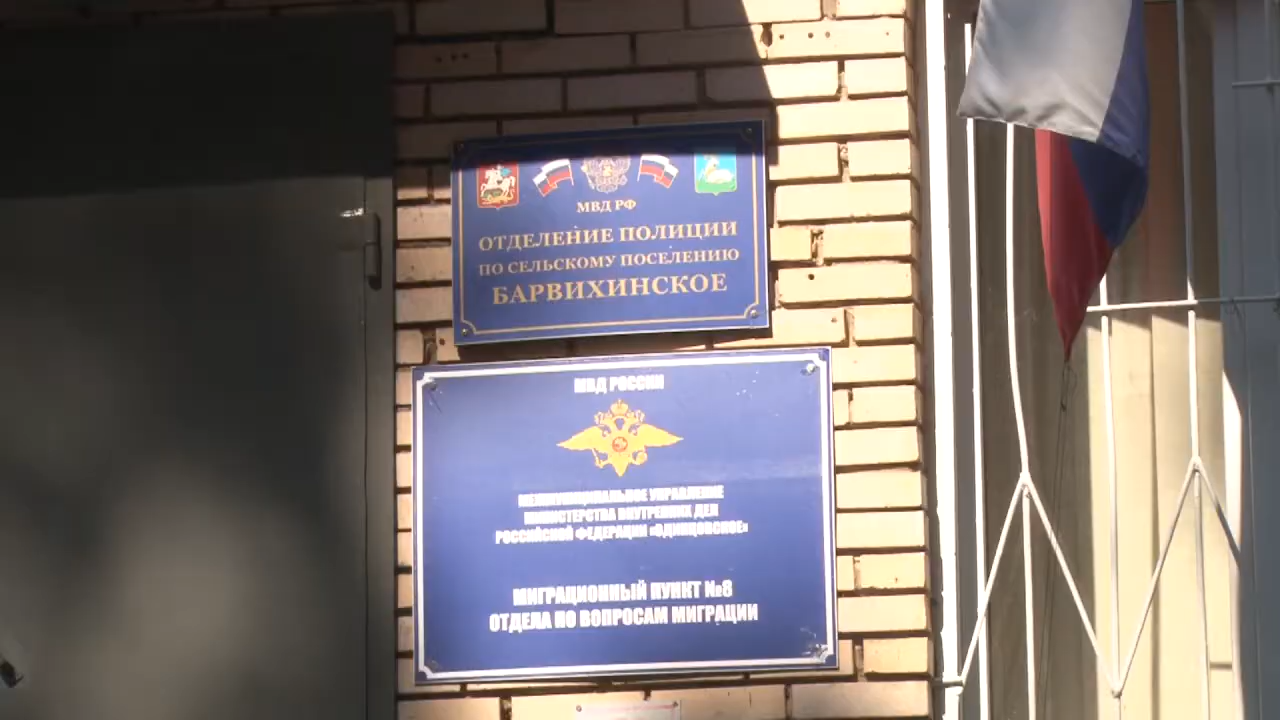 МВД РФ
ОТДЕЛЕНИЕ ПОЛИЦИИ
ПО СЕЛЬСКОМУ ПОСЕЛЕНИЮ
БАРВИХИНСКОЕ
МВД РОССИИ
МЕЖМУНИЦИПАЛЬНОЕ УПРАВЛЕНИЕ
МИНИСТЕРСТВА ВНУТРЕННИХ ДЕЛ
РОССИЙСКОЙ ФЕДЕРАЦИИ «ОДИНЦОВСКОЕ»
МИГРАЦИОННЫЙ ПУНКТ №8
ОТДЕЛА ПО ВОПРОСАМ МИГРАЦИИ